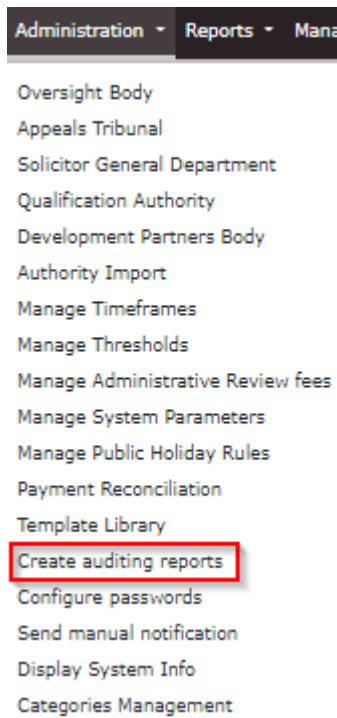 Administration Reports Mana
Oversight Body
Appeals Tribunal
Solicitor General Department
Qualification Authority
Development Partners Body
Authority Import
Manage Timeframes
Manage Thresholds
Manage Administrative Review fees
Manage System Parameters
Manage Public Holiday Rules
Payment Reconciliation
Template Library
Create auditing reports
Configure passwords
Send manual notification
Display System Info
Categories Management